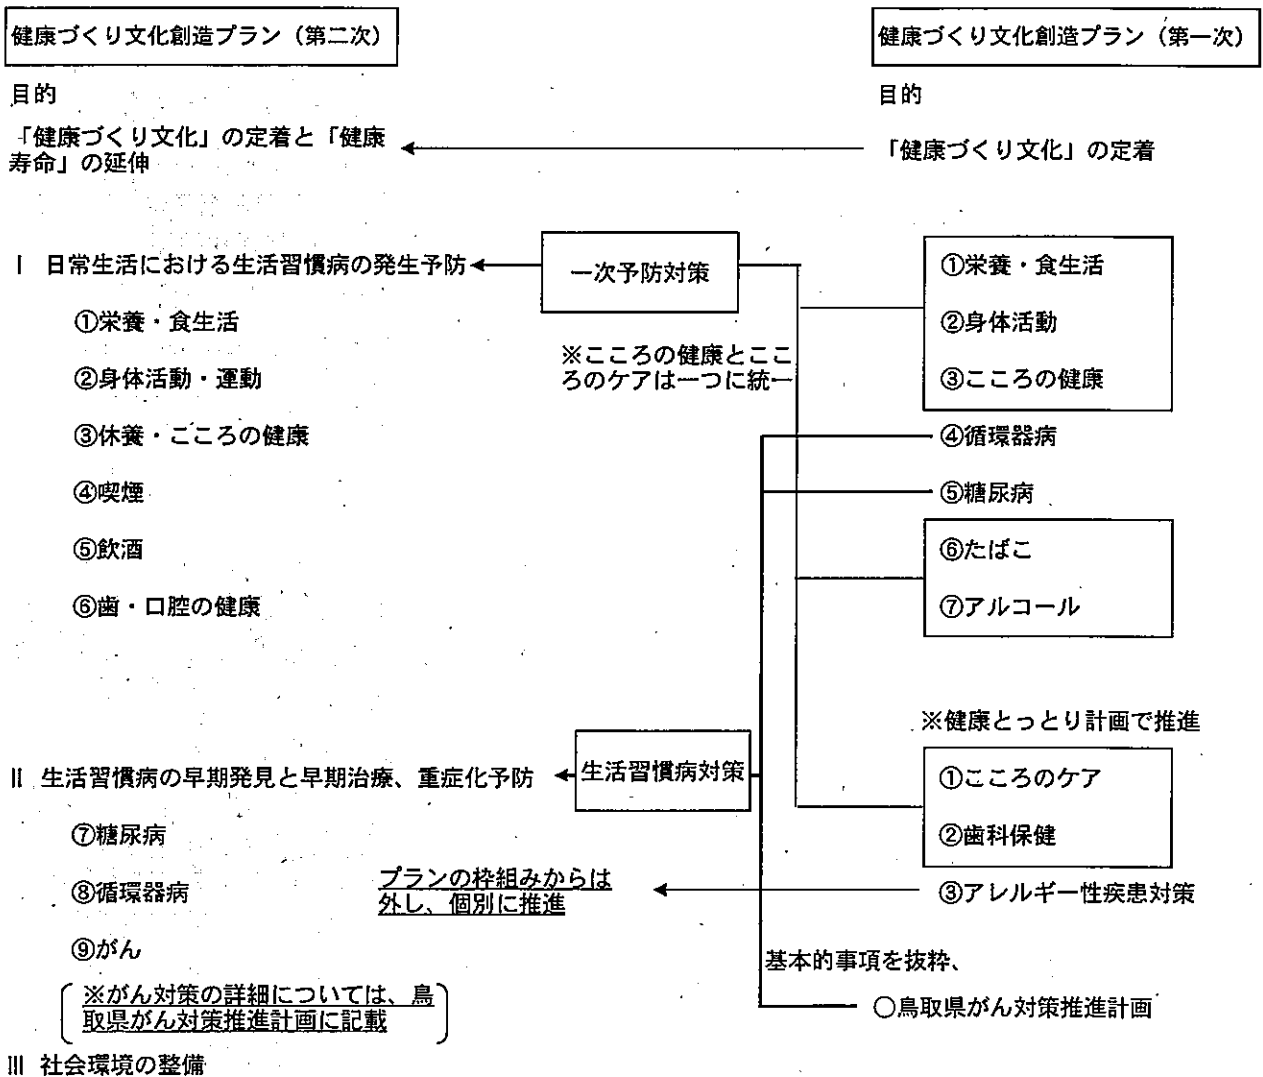 健康づくり文化創造プラン（第二次）
目的
「健康づくり文化」の定着と「健康
寿命」の延伸
Ⅰ 日常生活における生活習慣病の発生予防
①栄養・食生活
②身体活動・運動
③休養・こころの健康
④喫煙
⑤飲酒
⑥歯・口腔の健康
Ⅱ 生活習慣病の早期発見と早期治療、重症化予防
⑦糖尿病
⑧循環器病
⑨がん
※がん対策の詳細については、鳥
取県がん対策推進計画に記載
Ⅲ 社会環境の整備
一次予防対策
※こころの健康とここ
ろのケアは一つに統一
生活習慣病対策
プランの枠組みからは
外し、個別に推進
健康づくり文化創造プラン（第一次）
目的
「健康づくり文化」の定着
①栄養・食生活
②身体活動
③こころの健康
④循環器病
⑤糖尿病
⑥たばこ
⑦アルコール
※健康とっとり計画で推進
①こころのケア
②歯科保健
③アレルギー性疾患対策
基本的事項を抜粋、
〇鳥取県がん対策推進計画